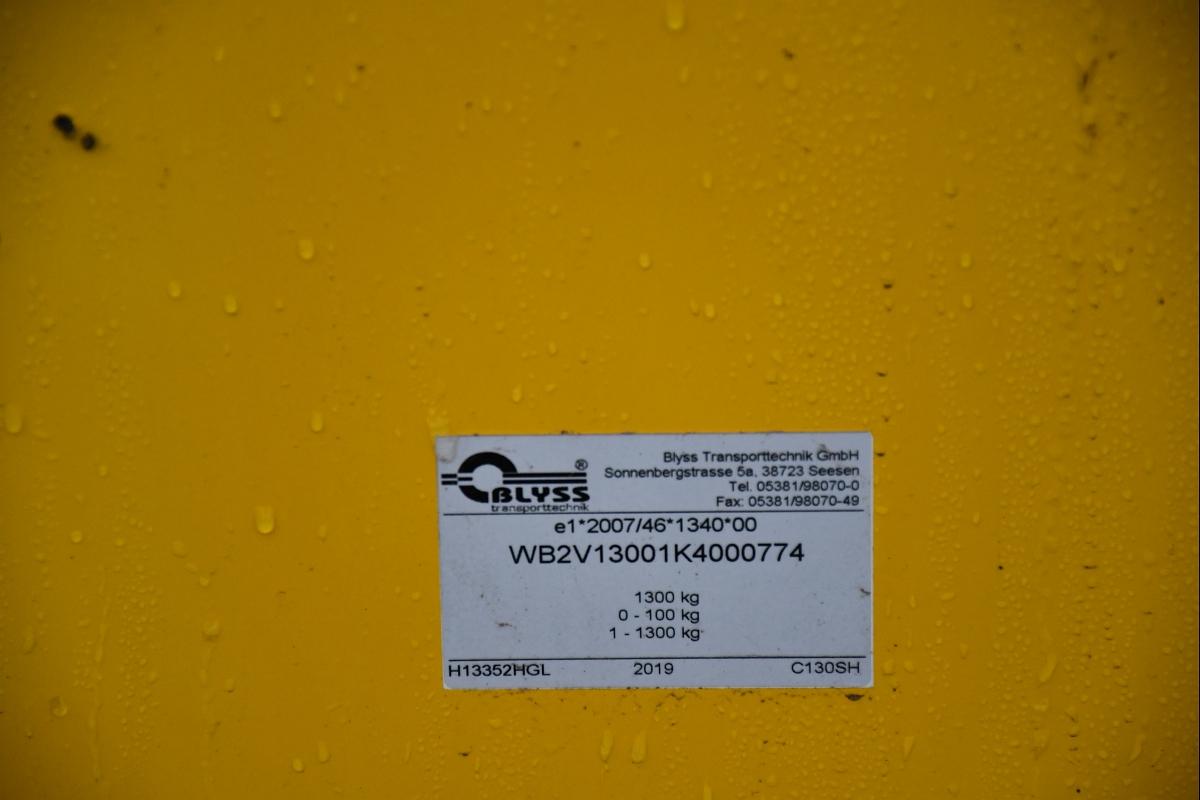 BLYSS ®
transporttechnik
Blyss Transporttechnik GmbH
Sonnenbergstrasse 5a, 38723 Seesen
Tel. 05381/98070-0
Fax: 05381/98070-49
e1*2007/46*1340*00
WB2V13001K4000774
1300 kg
0 - 100 kg
1 - 1300 kg
H13352HGL 2019 C130SH